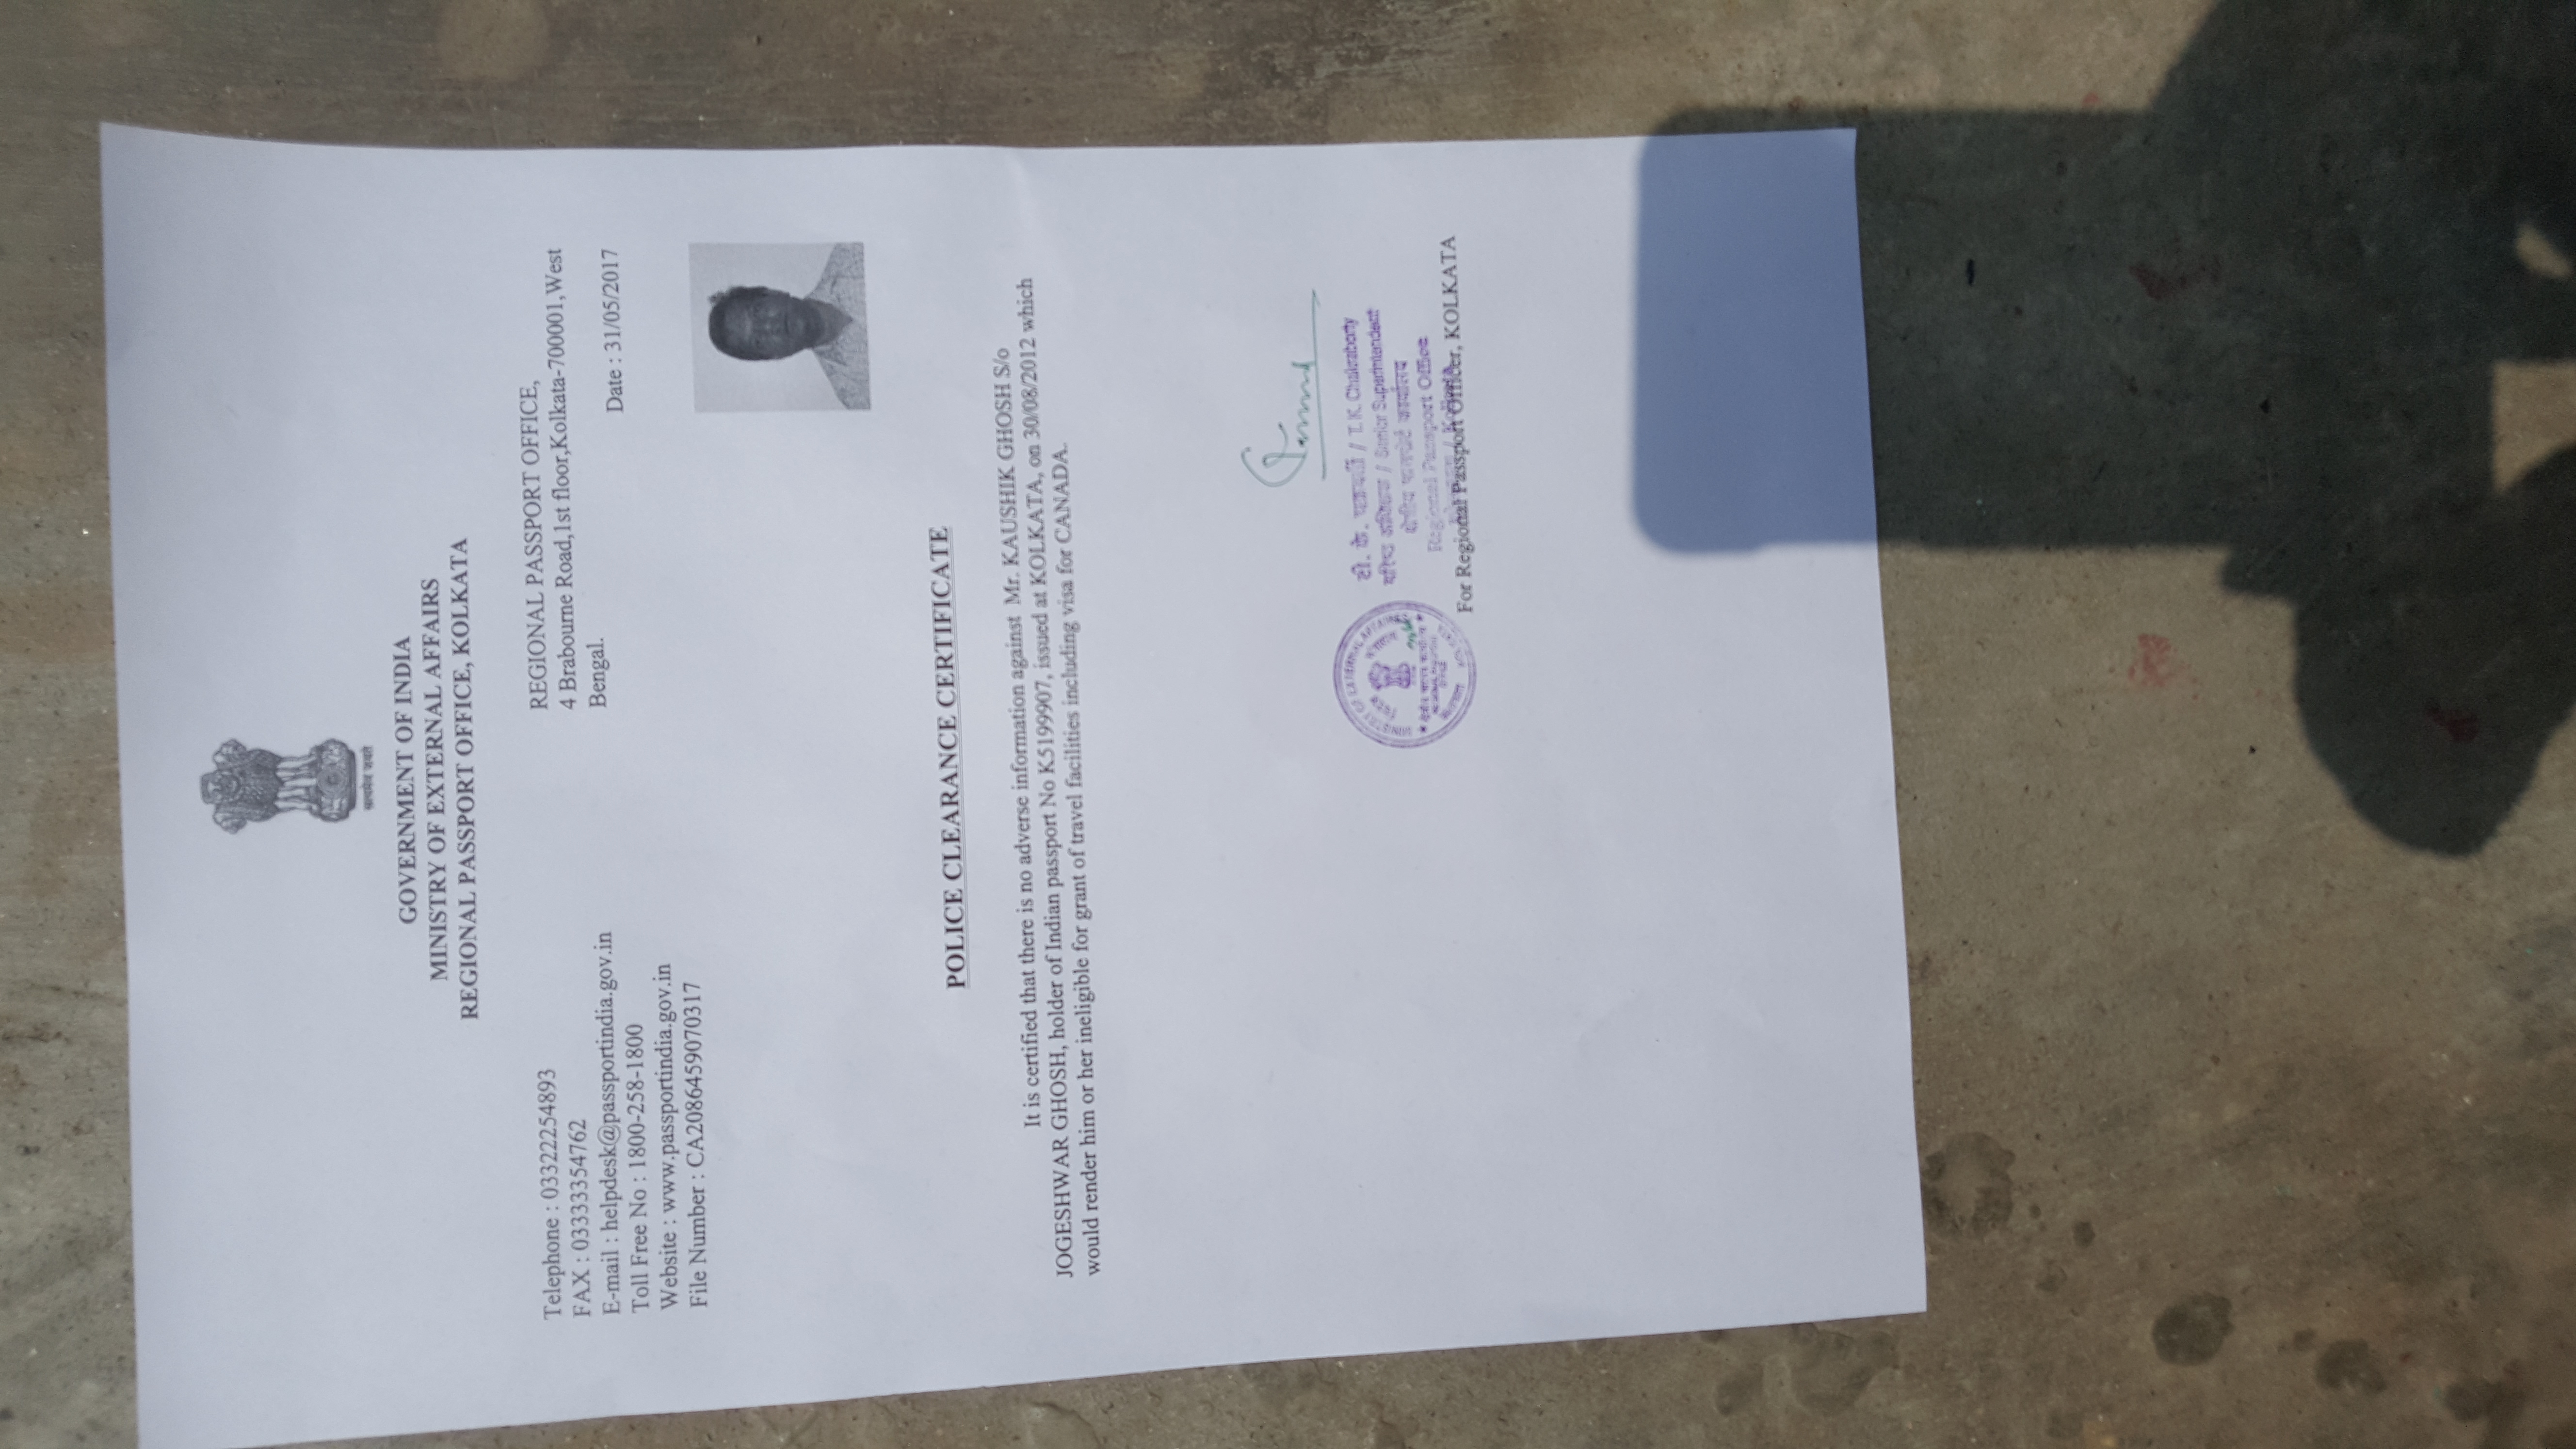 सत्यमेव जयते
GOVERNMENT OF INDIA
MINISTRY OF EXTERNAL AFFAIRS
REGIONAL PASSPORT OFFICE, KOLKATA
Telephone : 03322254893
FAX : 03333354762
E-mail : helpdesk@passportindia.gov.in
Toll Free No : 1800-258-1800
Website : www.passportindia.gov.in
File Number : CA2086459070317
REGIONAL PASSPORT OFFICE,
4 Brabourne Road,1st floor,Kolkata-700001,West
Bengal.
Date : 31/05/2017
POLICE CLEARANCE CERTIFICATE
It is certified that there is no adverse information against Mr. KAUSHIK GHOSH S/o
JOGESHWAR GHOSH, holder of Indian passport No K5199907, issued at KOLKATA, on 30/08/2012 which
would render him or her ineligible for grant of travel facilities including visa for CANADA.
टी. के. चक्रवर्ती / T. K. Chakraborty
वरिष्ठ अधीक्षक / Senior Superintendent
क्षेत्रीय पासपोर्ट कार्यालय
Regional Passport Office
For Regional Passport Officer, KOLKATA